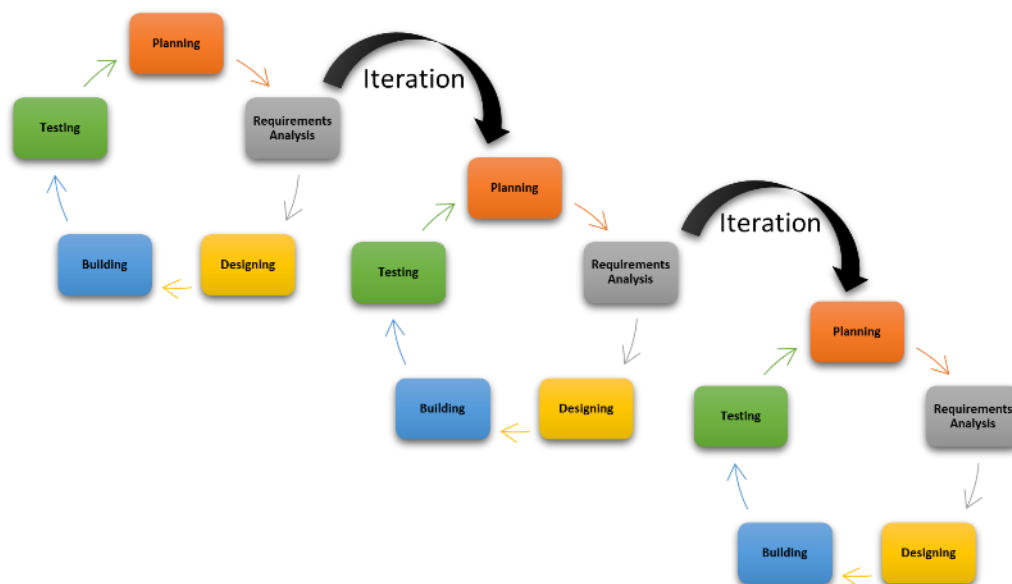 Planning
Iteration
Testing
Requirements
Analysis
Building
Designing
Planning
Iteration
Testing
Requirements
Analysis
Building
Designing
Planning
Testing
Requirements
Analysis
Building
Designing